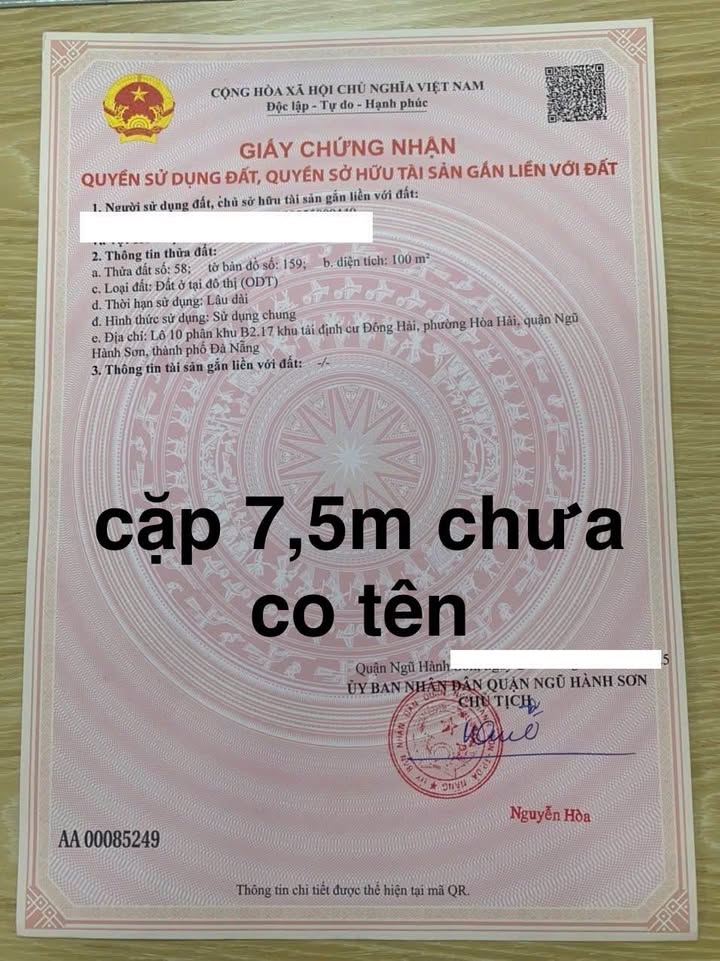 CỘNG HÒA XÃ HỘI CHỦ NGHĨA VIỆT NAM
Độc lập - Tự do - Hạnh phúc
GIẤY CHỨNG NHẬN
QUYỀN SỬ DỤNG ĐẤT, QUYỀN SỞ HỮU TÀI SẢN GẮN LIỀN VỚI ĐẤT
1. Người sử dụng đất, chủ sở hữu tài sản gắn liền với đất:
2. Thông tin thửa đất:
a. Thửa đất số: 58; tờ bản đồ số: 159; b. diện tích: 100 m²
c. Loại đất: Đất ở tại đô thị (ODT)
d. Thời hạn sử dụng: Lâu dài
đ. Hình thức sử dụng: Sử dụng chung
e. Địa chỉ: Lô 10 phân khu B2.17 khu tái định cư Đông Hải, phường Hòa Hải, quận Ngũ
Hành Sơn, thành phố Đà Nẵng
3. Thông tin tài sản gắn liền với đất: -/-
cặp 7,5m chưa
co tên
Quận Ngũ Hành 5
ỦY BAN NHÂN DÂN QUẬN NGŨ HÀNH SƠN
CHỦ TỊCH
Nguyễn Hòa
AA 00085249
Thông tin chi tiết được thể hiện tại mã QR.